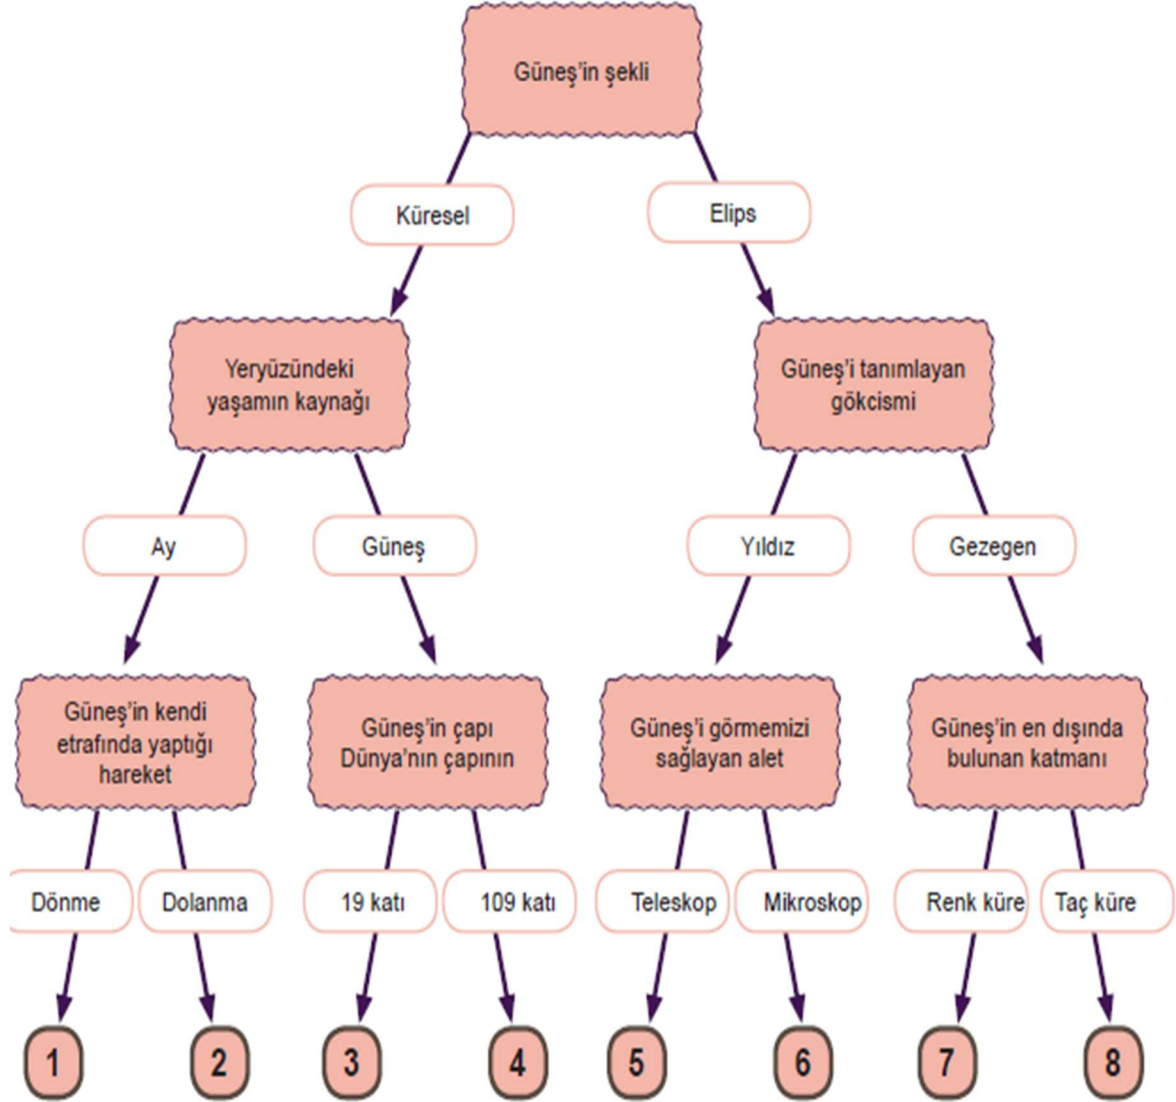 Güneş'in şekli
Küresel
Elips
Yeryüzündeki
yaşamın kaynağı
Güneş'i tanımlayan
gökcismi
Ay
Güneş
Yıldız
Gezegen
Güneş'in kendi
etrafında yaptığı
hareket
Güneş'in çapı
Dünya'nın çapının
Güneş'i görmemizi
sağlayan alet
Güneş'in en dışında
bulunan katmanı
Dönme
Dolanma
19 katı
109 katı
Teleskop
Mikroskop
Renk küre
Taç küre
1
2
3
4
5
6
7
8